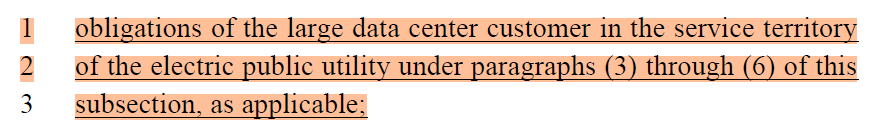 1 obligations of the large data center customer in the service territory
2 of the electric public utility under paragraphs (3) through (6) of this
3 subsection, as applicable;